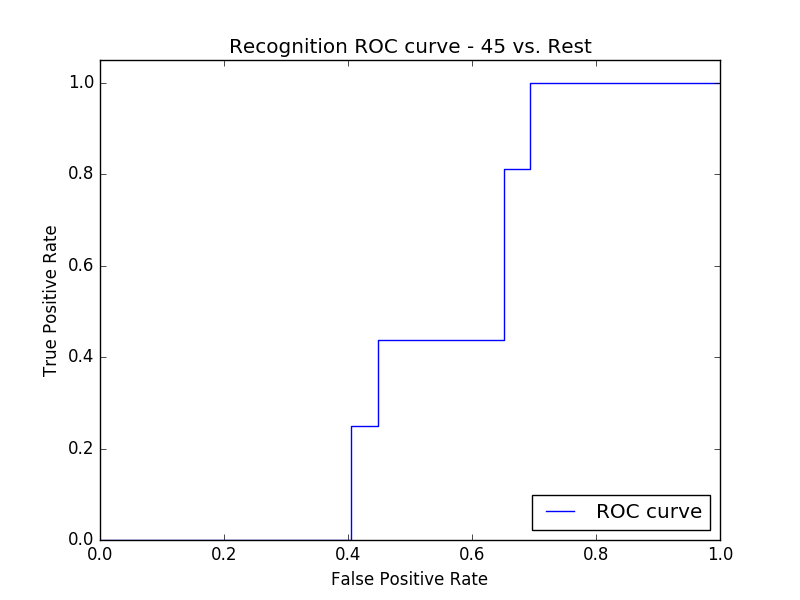 Recognition ROC curve - 45 vs. Rest
1.0
0.8
0.6
0.4
0.2
0.0
True Positive Rate
ROC curve
0.0 0.2 0.4 0.6 0.8 1.0
False Positive Rate